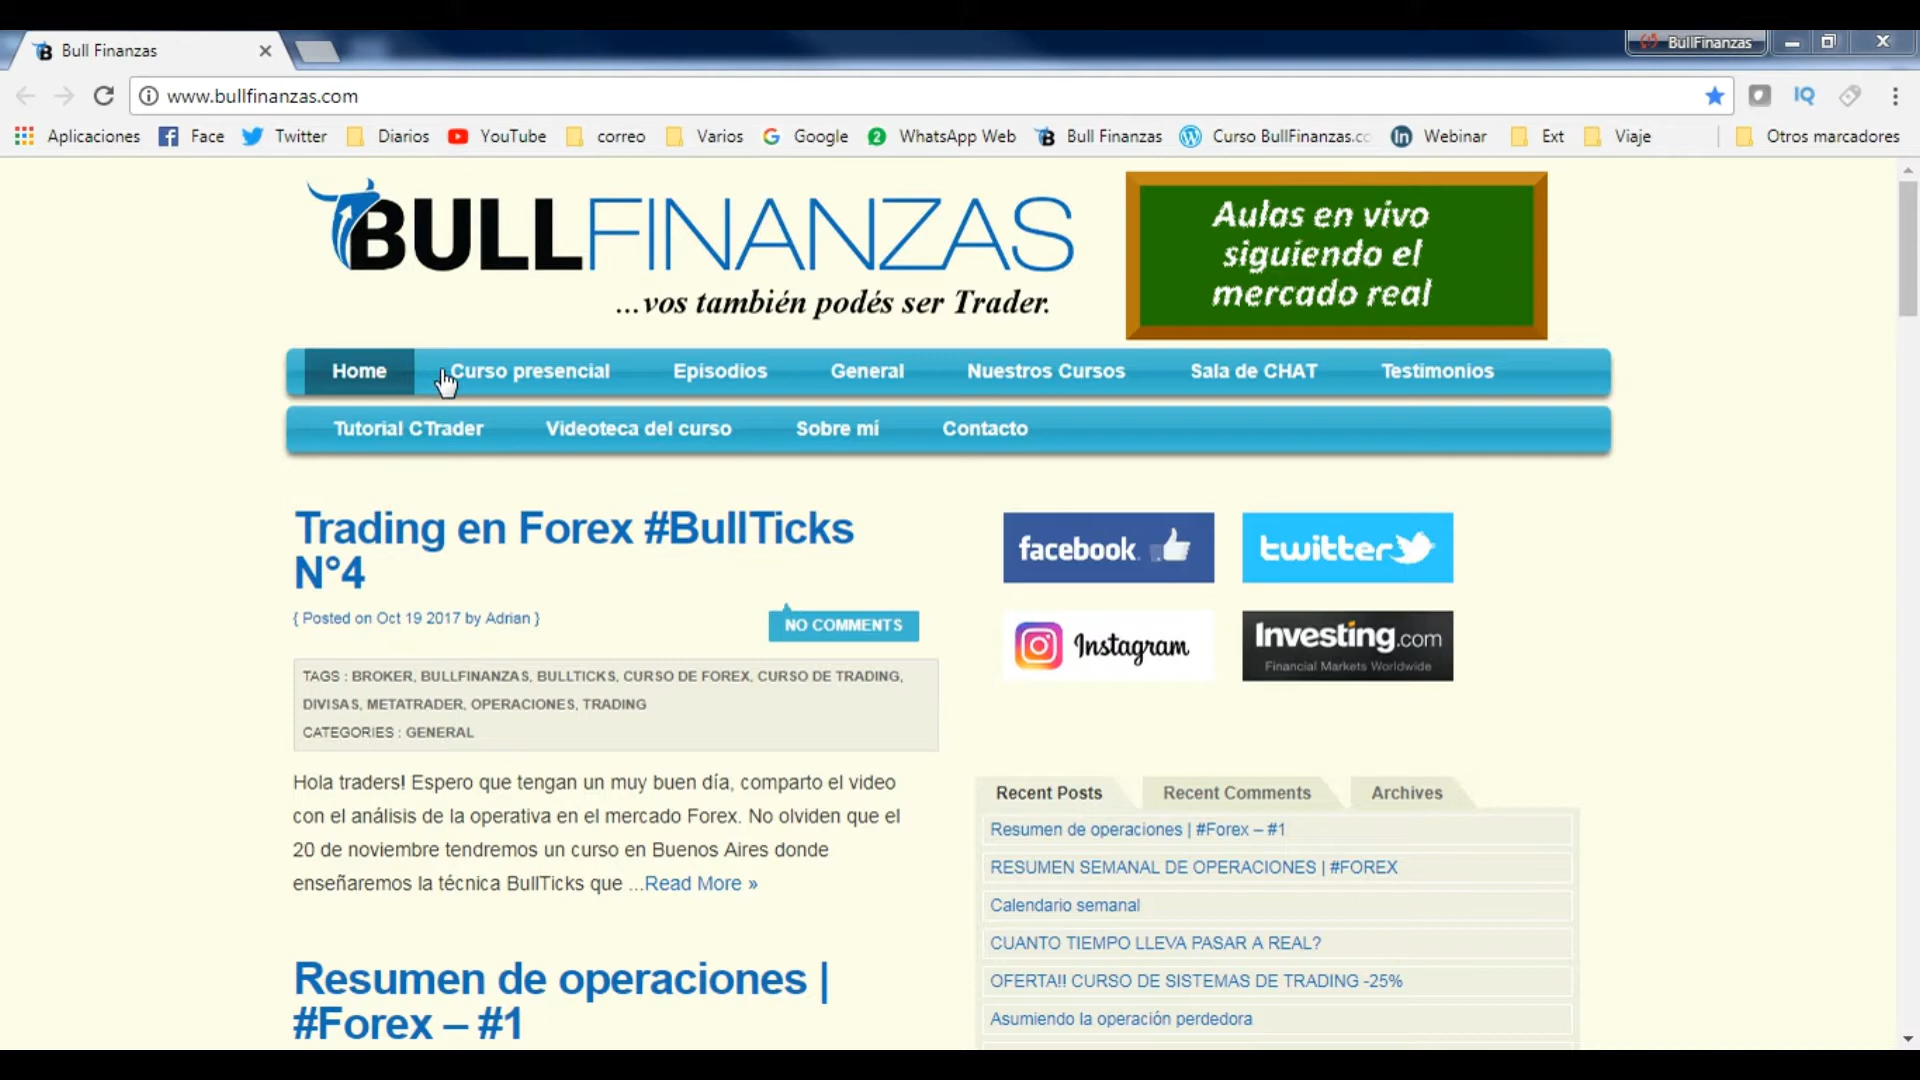 Bull Finanzas
BullFinanzas
www.bullfinanzas.com
IQ
Aplicaciones Face Twitter Diarios YouTube correo Varios Google WhatsApp Web Bull Finanzas Curso BullFinanzas.co Webinar Ext Viaje Otros marcadores
BULLFINANZAS
...vos también podés ser Trader.
Aulas en vivo
siguiendo el
mercado real
Home Curso presencial Episodios General Nuestros Cursos Sala de CHAT Testimonios
Tutorial CTrader Videoteca del curso Sobre mí Contacto
Trading en Forex #BullTicks
N°4
{ Posted on Oct 19 2017 by Adrian }
NO COMMENTS
TAGS : BROKER, BULLFINANZAS, BULLTICKS, CURSO DE FOREX, CURSO DE TRADING,
DIVISAS, METATRADER, OPERACIONES, TRADING
CATEGORIES : GENERAL
Hola traders! Espero que tengan un muy buen día, comparto el video
con el análisis de la operativa en el mercado Forex. No olviden que el
20 de noviembre tendremos un curso en Buenos Aires donde
enseñaremos la técnica BullTicks que ...Read More »
Resumen de operaciones |
#Forex – #1
facebook
twitter
Instagram
Investing.com
Financial Markets Worldwide
Recent Posts Recent Comments Archives
Resumen de operaciones | #Forex – #1
RESUMEN SEMANAL DE OPERACIONES | #FOREX
Calendario semanal
CUANTO TIEMPO LLEVA PASAR A REAL?
OFERTA!! CURSO DE SISTEMAS DE TRADING -25%
Asumiendo la operación perdedora